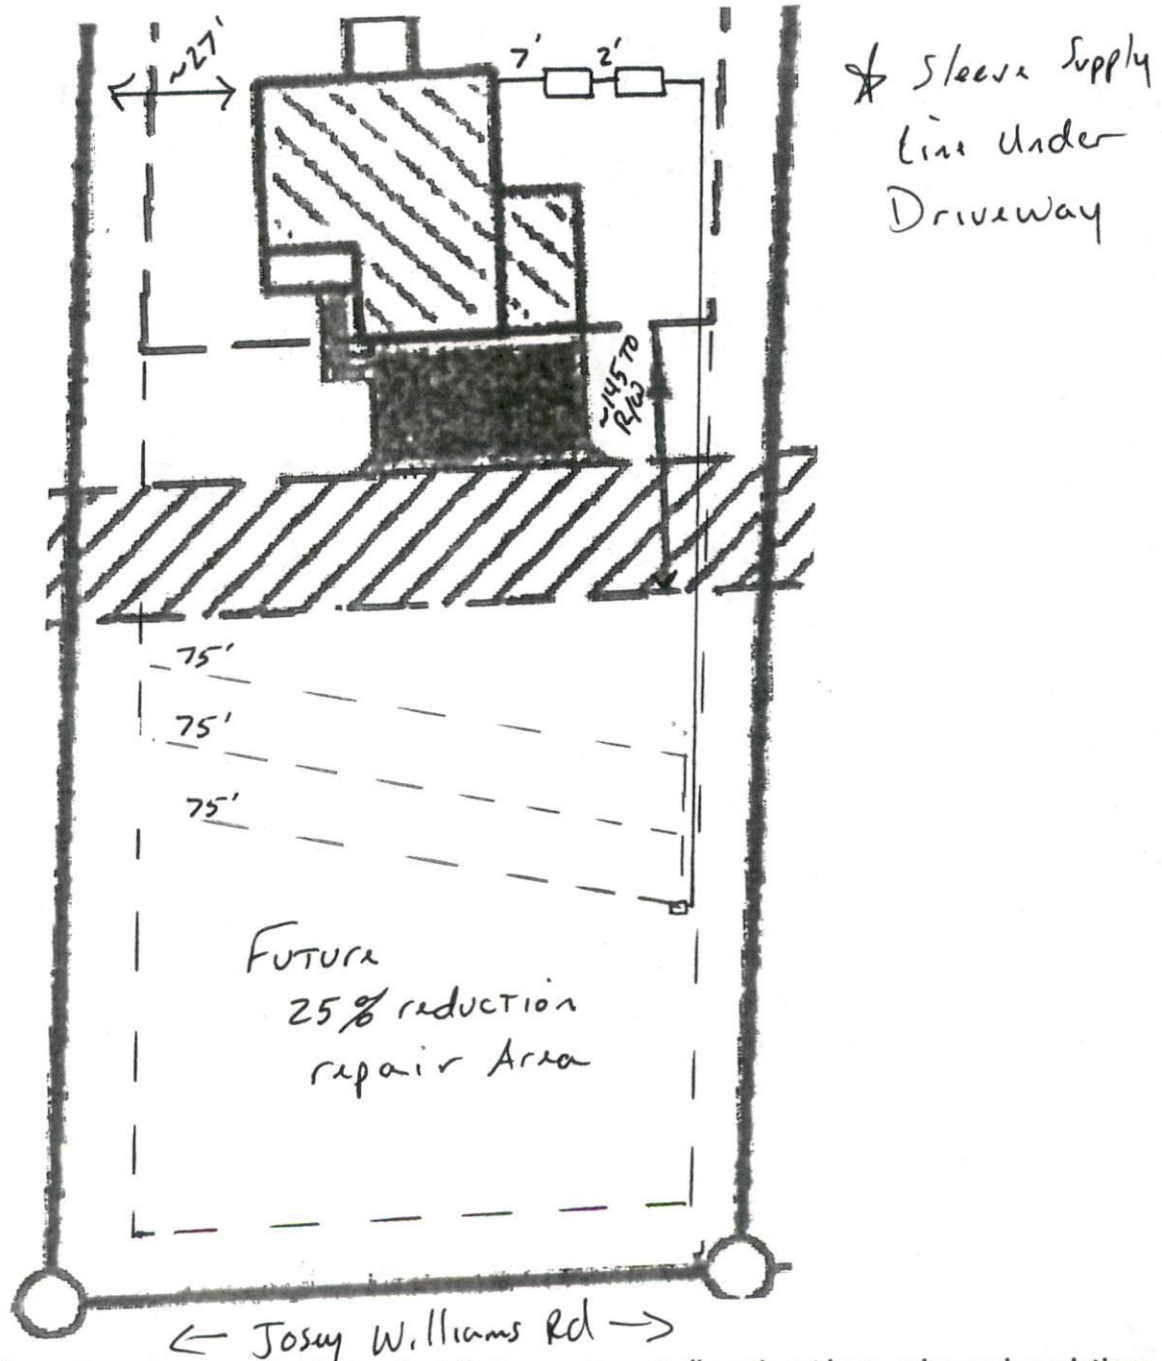 ~27'
7'
2'
* Sleeve Supply
Line Under
Driveway
~145 TO
R/W
75'
75'
75'
Future
25% reduction
repair Area
← Josey Williams Rd →